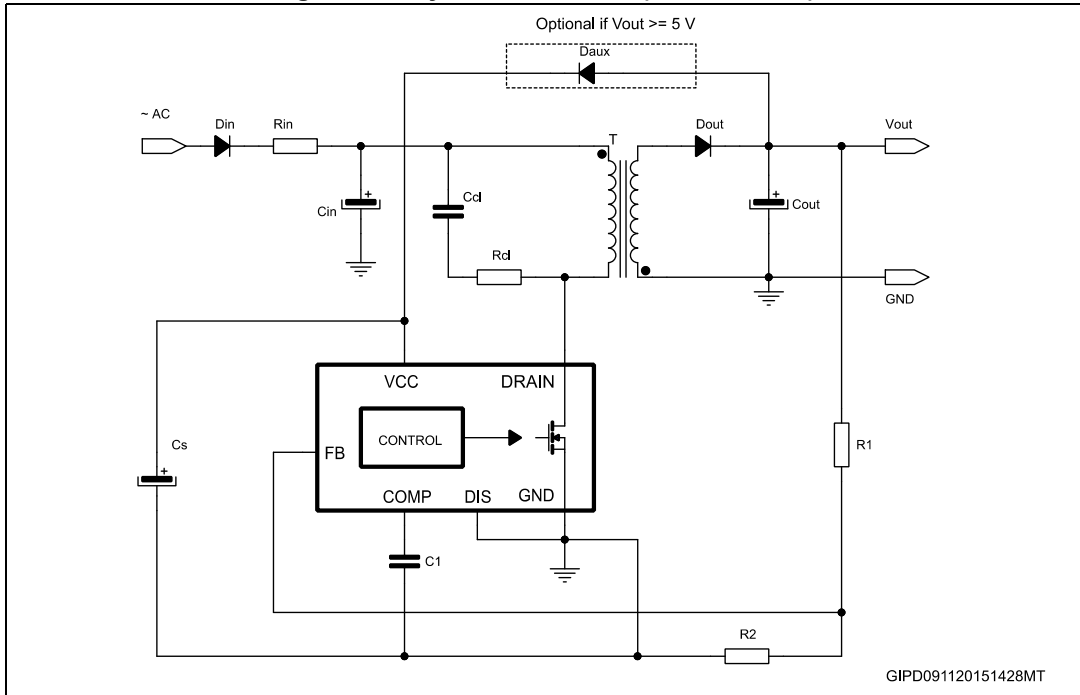 Optional if Vout >= 5 V
Daux
~ AC
Din
Rin
T
Dout
Vout
Ccl
Cin
+
Cout
+
Rcl
GND
VCC
DRAIN
Cs
+
CONTROL
R1
FB
COMP
DIS
GND
C1
R2
GIPD091120151428MT